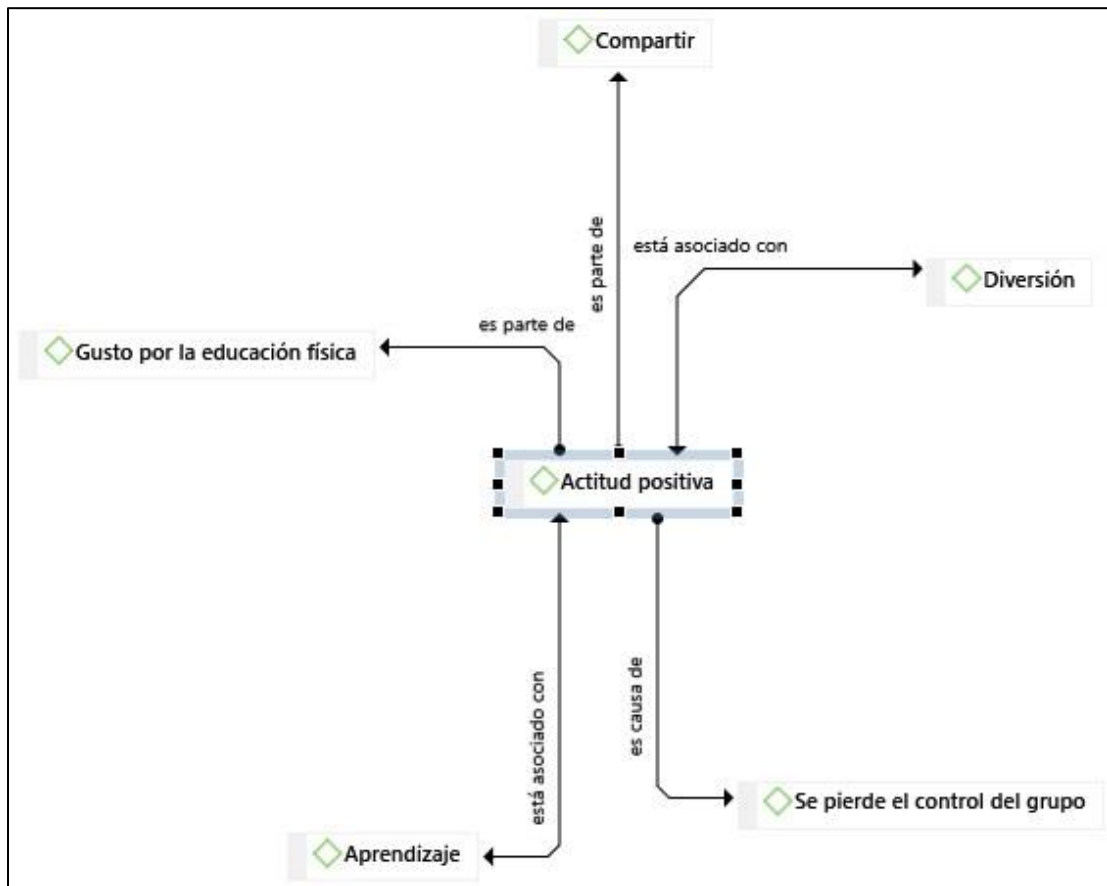 Compartir
es parte de
está asociado con
Diversión
es parte de
Gusto por la educación física
Actitud positiva
está asociado con
es causa de
Se pierde el control del grupo
Aprendizaje